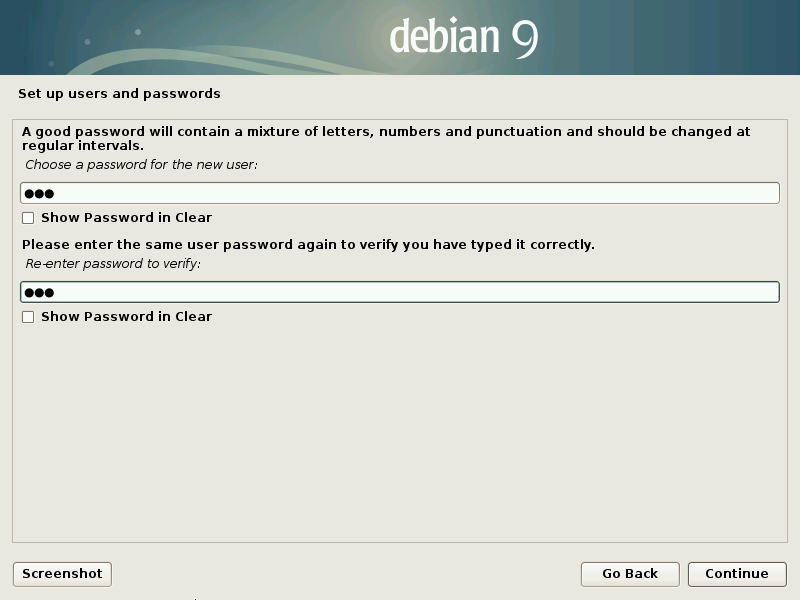 debian 9
Set up users and passwords
A good password will contain a mixture of letters, numbers and punctuation and should be changed at
regular intervals.
Choose a password for the new user:
●●●
Show Password in Clear
Please enter the same user password again to verify you have typed it correctly.
Re-enter password to verify:
●●●
Show Password in Clear
Screenshot
Go Back
Continue